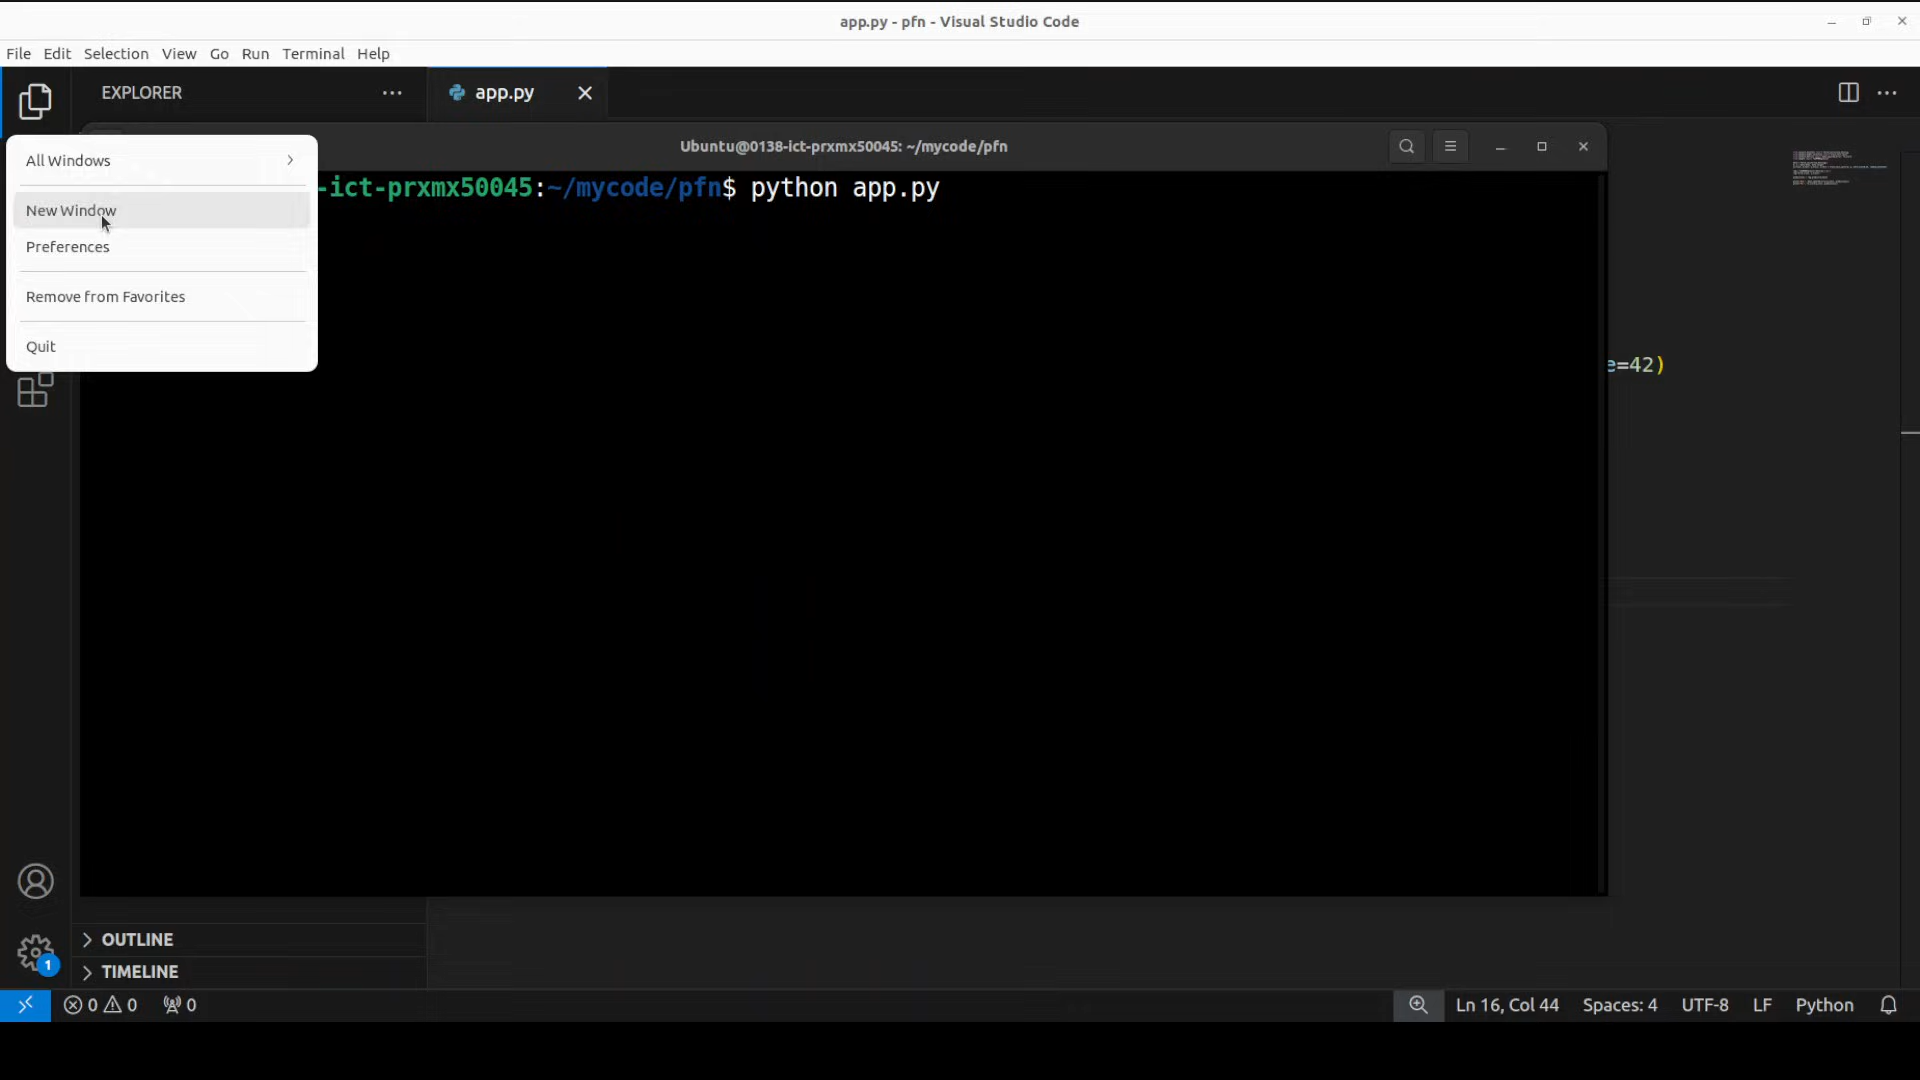 app.py - pfn - Visual Studio Code
File Edit Selection View Go Run Terminal Help
EXPLORER
app.py
Ubuntu@0138-ict-prxmx50045: ~/mycode/pfn
-ict-prxmx50045:~/mycode/pfn$ python app.py
All Windows
New Window
Preferences
Remove from Favorites
Quit
e=42)
OUTLINE
TIMELINE
1
0 0 0
Ln 16, Col 44 Spaces: 4 UTF-8 LF Python